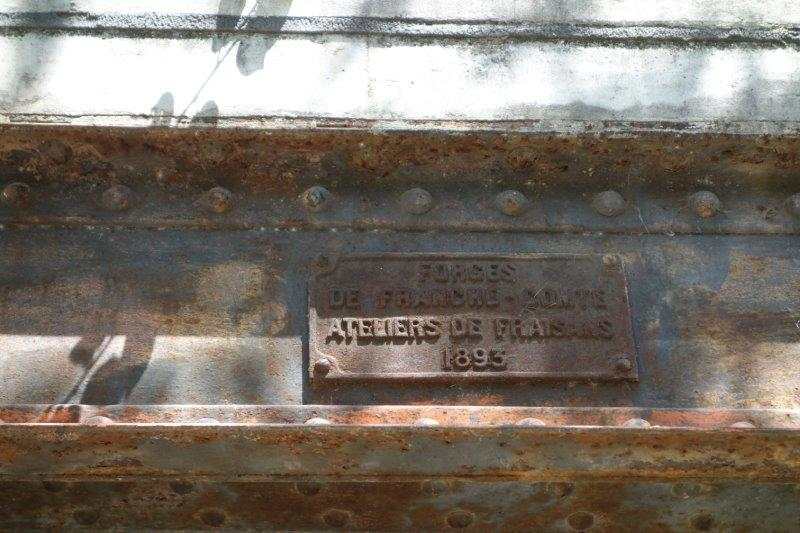 FORGES
DE FRANCHE-COMTE
ATELIERS DE FRAISANS
1893